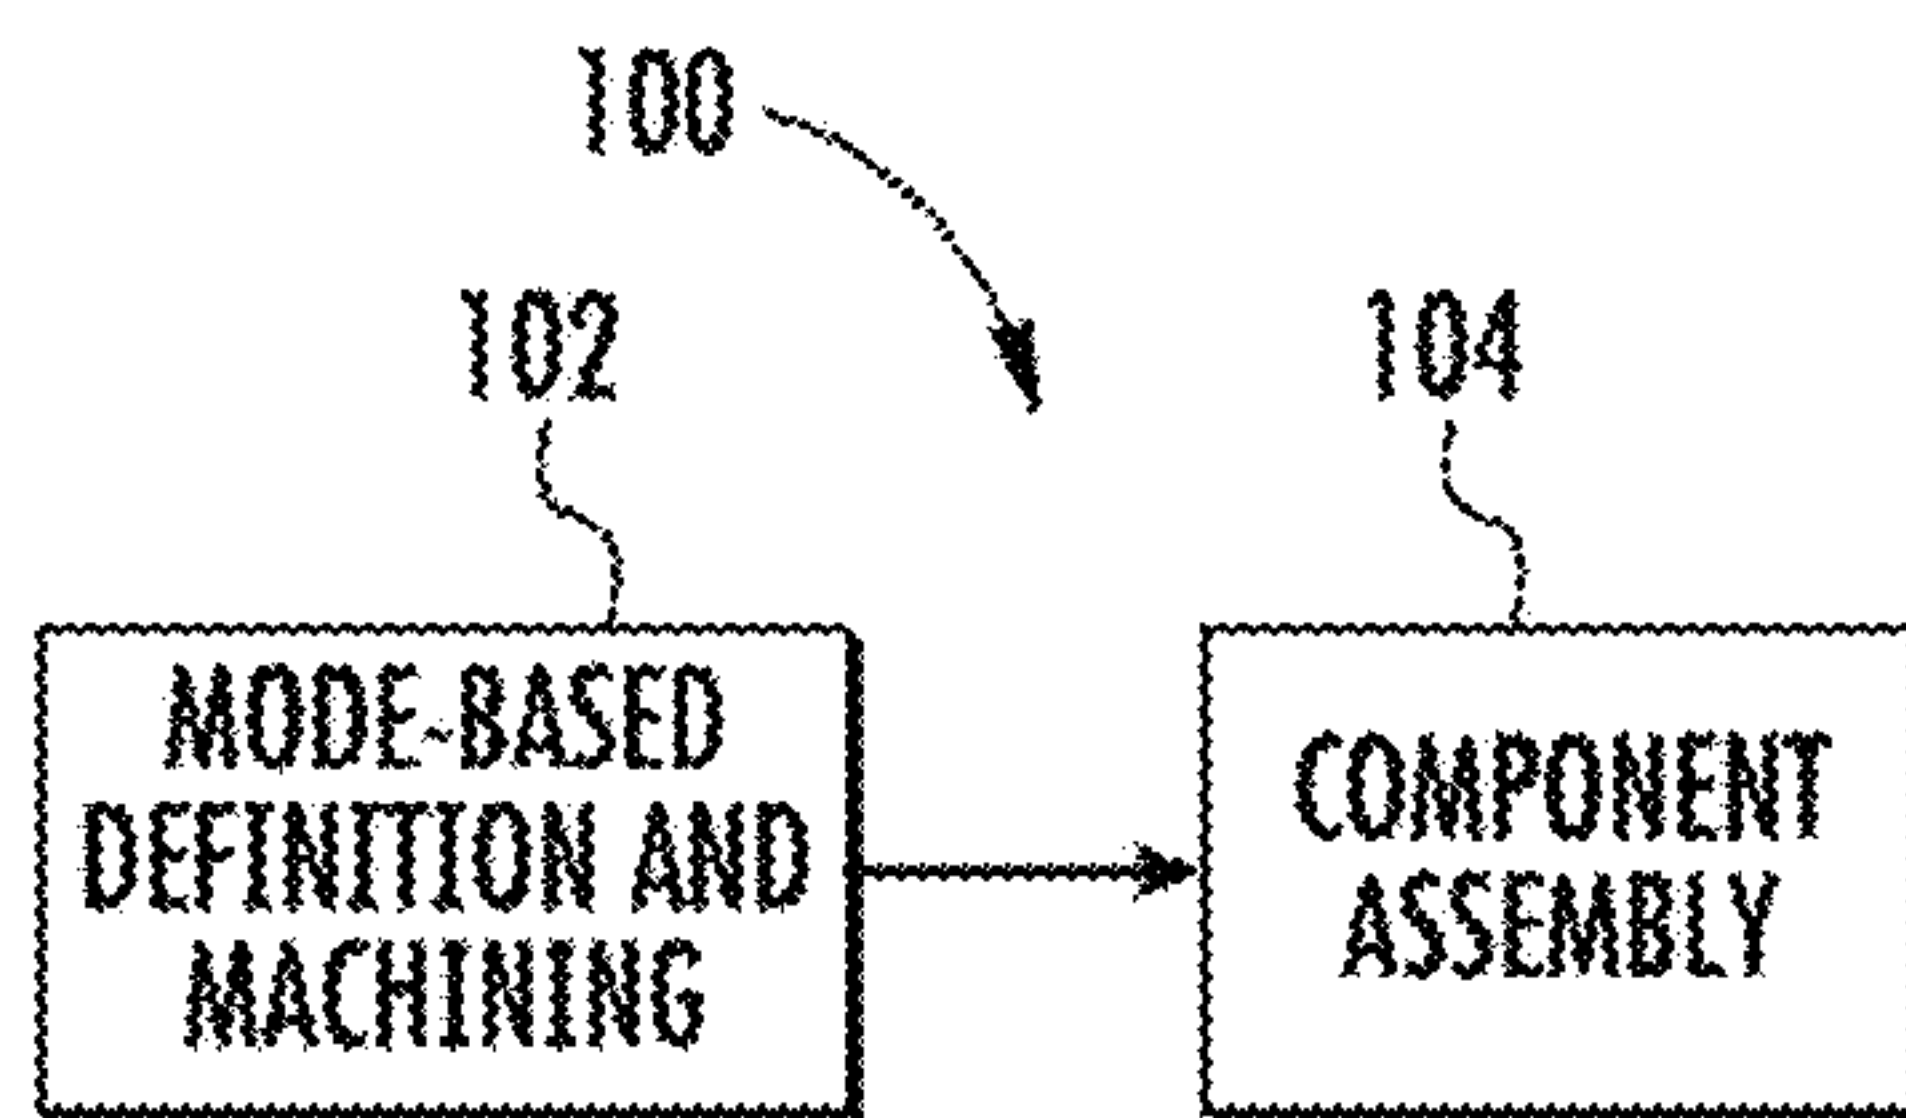 100
102
104
MODE-BASED
DEFINITION AND
MACHINING
COMPONENT
ASSEMBLY